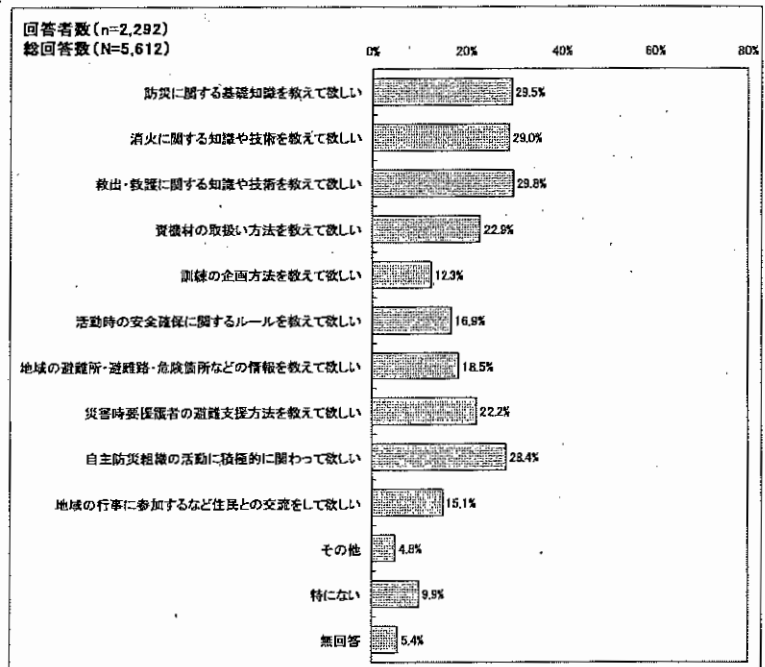 回答者数(n=2,292)
総回答数(N=5,612)
0% 20% 40% 60% 80%
防災に関する基礎知識を教えて欲しい 29.5%
消火に関する知識や技術を教えて欲しい 29.0%
救出・救護に関する知識や技術を教えて欲しい 29.8%
資機材の取扱い方法を教えて欲しい 22.9%
訓練の企画方法を教えて欲しい 12.3%
活動時の安全確保に関するルールを教えて欲しい 16.9%
地域の避難所・避難路・危険箇所などの情報を教えて欲しい 18.5%
災害時要援護者の避難支援方法を教えて欲しい 22.2%
自主防災組織の活動に積極的に関わって欲しい 28.4%
地域の行事に参加するなど住民との交流をして欲しい 15.1%
その他 4.8%
特にない 9.9%
無回答 5.4%